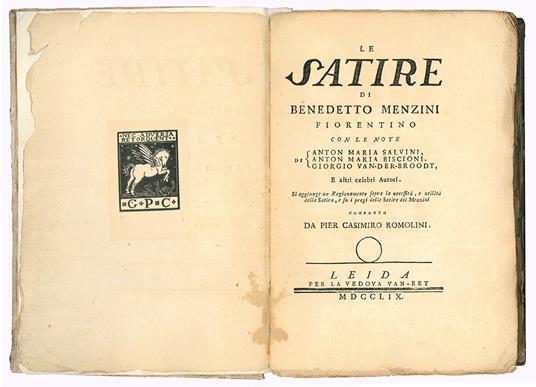 NEC ADVERSA
RETORQUENT
G P C
LE
SATIRE
DI
BENEDETTO MENZINI
FIORENTINO
CON LE NOTE
DI { ANTON MARIA SALVINI,
ANTON MARIA BISCIONI,
GIORGIO VAN-DER-BROODT,
E altri celebri Autori.
Si aggiunge un Ragionamento sopra la necessità, e utilità
della Satira, e su i pregi delle Satire del Menzini
COMPOSTO
DA PIER CASIMIRO ROMOLINI.
LEIDA
PER LA VEDOVA VAN-EET
MDCCLIX.